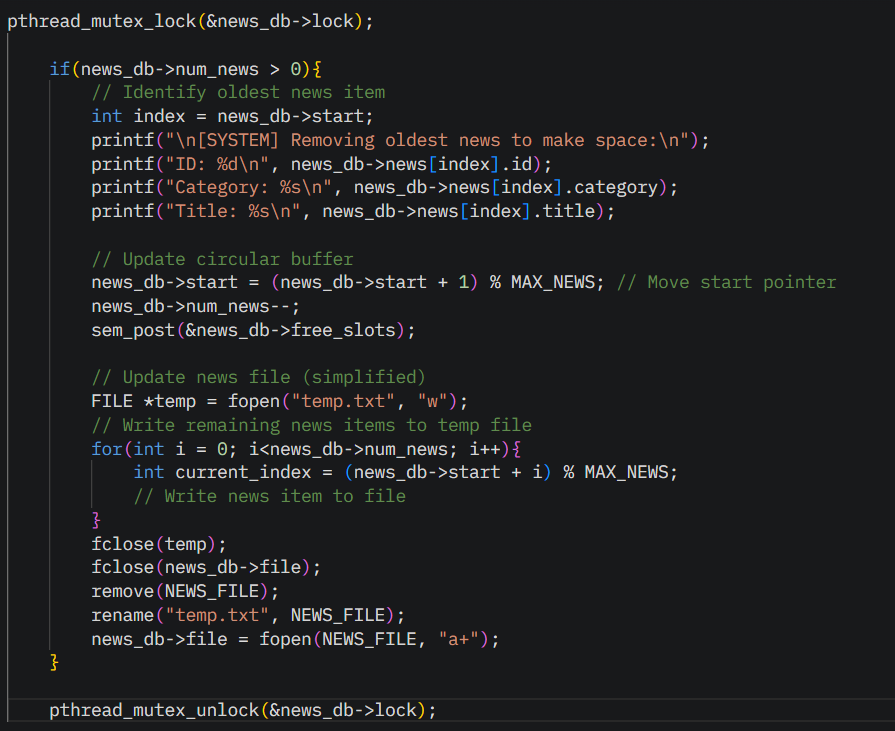 pthread_mutex_lock(&news_db->lock);
if(news_db->num_news > 0){
// Identify oldest news item
int index = news_db->start;
printf("\n[SYSTEM] Removing oldest news to make space:\n");
printf("ID: %d\n", news_db->news[index].id);
printf("Category: %s\n", news_db->news[index].category);
printf("Title: %s\n", news_db->news[index].title);
// Update circular buffer
news_db->start = (news_db->start + 1) % MAX_NEWS; // Move start pointer
news_db->num_news--;
sem_post(&news_db->free_slots);
// Update news file (simplified)
FILE *temp = fopen("temp.txt", "w");
// Write remaining news items to temp file
for(int i = 0; i<news_db->num_news; i++){
int current_index = (news_db->start + i) % MAX_NEWS;
// Write news item to file
}
fclose(temp);
fclose(news_db->file);
remove(NEWS_FILE);
rename("temp.txt", NEWS_FILE);
news_db->file = fopen(NEWS_FILE, "a+");
}
pthread_mutex_unlock(&news_db->lock);